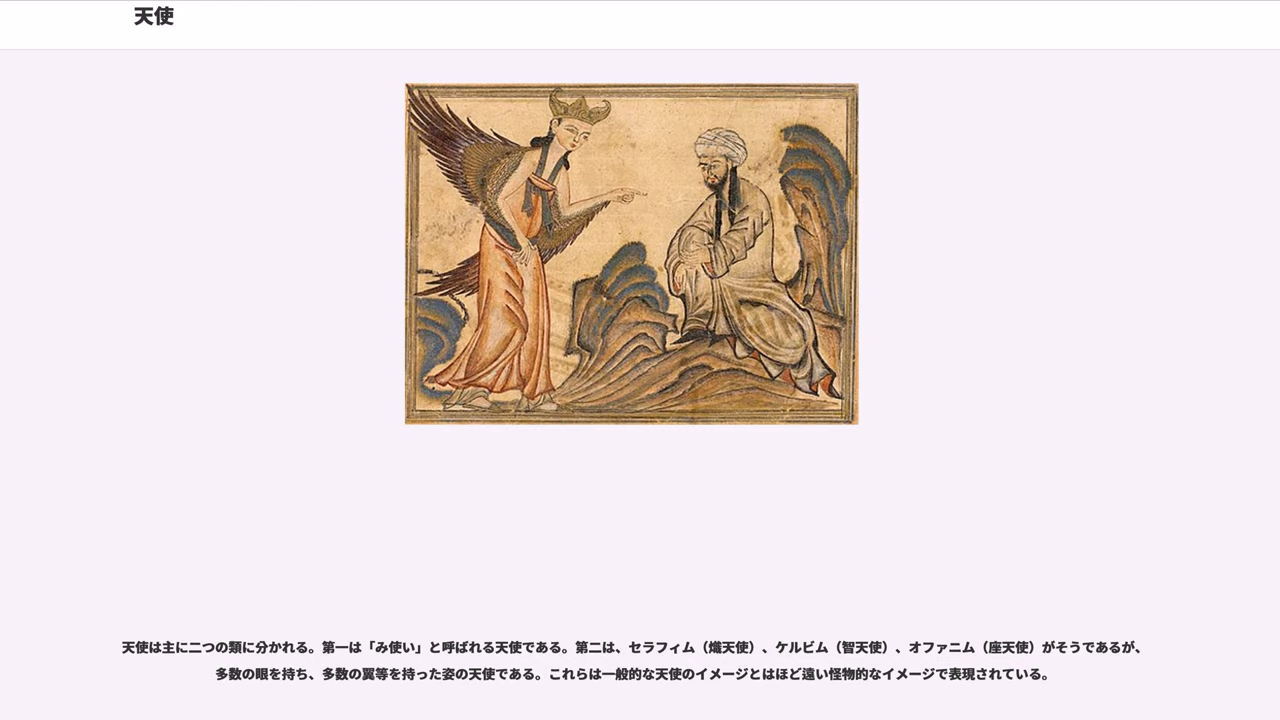 天使
天使は主に二つの類に分かれる。第一は「み使い」と呼ばれる天使である。第二は、セラフィム（熾天使）、ケルビム（智天使）、オファニム（座天使）がそうであるが、
多数の眼を持ち、多数の翼等を持った姿の天使である。これらは一般的な天使のイメージとはほど遠い怪物的なイメージで表現されている。